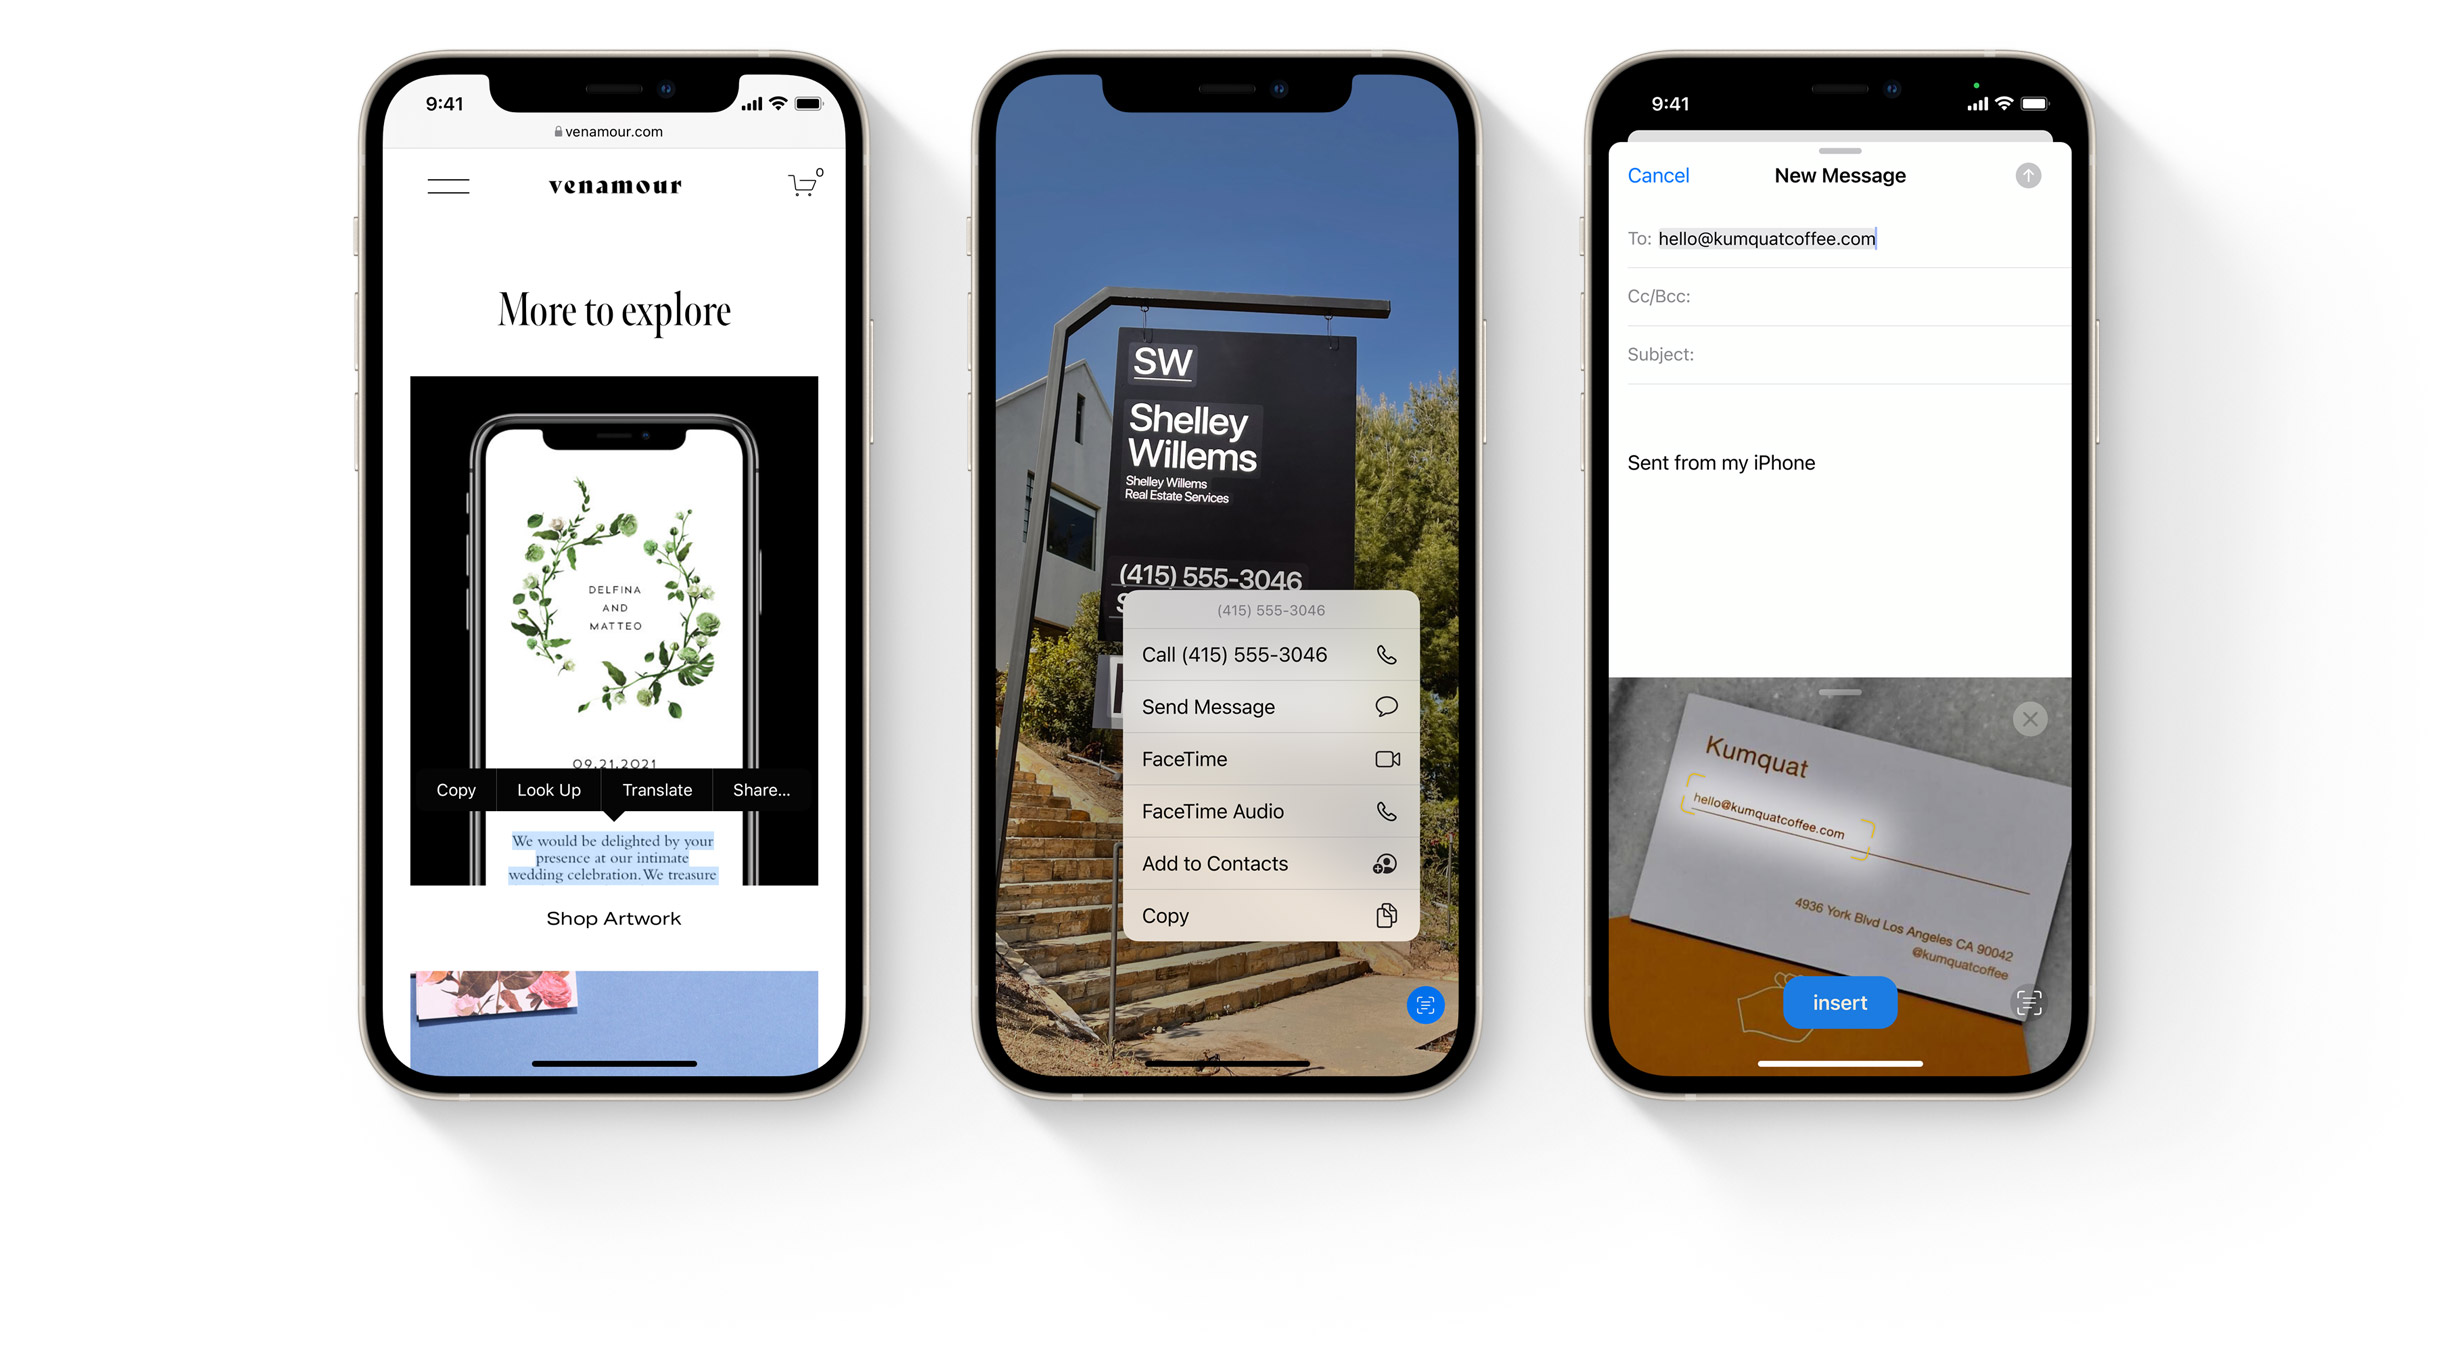 9:41
venamour.com
venamour
0
More to explore
DELFINA
AND
MATTEO
09.21.2021
Copy
Look Up
Translate
Share...
We would be delighted by your
presence at our intimate
wedding celebration. We treasure
Shop Artwork
SW
Shelley
Willems
Shelley Willems
Real Estate Services
(415) 555-3046
S
(415) 555-3046
Call (415) 555-3046
Send Message
FaceTime
FaceTime Audio
Add to Contacts
Copy
9:41
Cancel
New Message
To: hello@kumquatcoffee.com
Cc/Bcc:
Subject:
Sent from my iPhone
Kumquat
hello@kumquatcoffee.com
4936 York Blvd Los Angeles CA 90042
@kumquatcoffee
insert